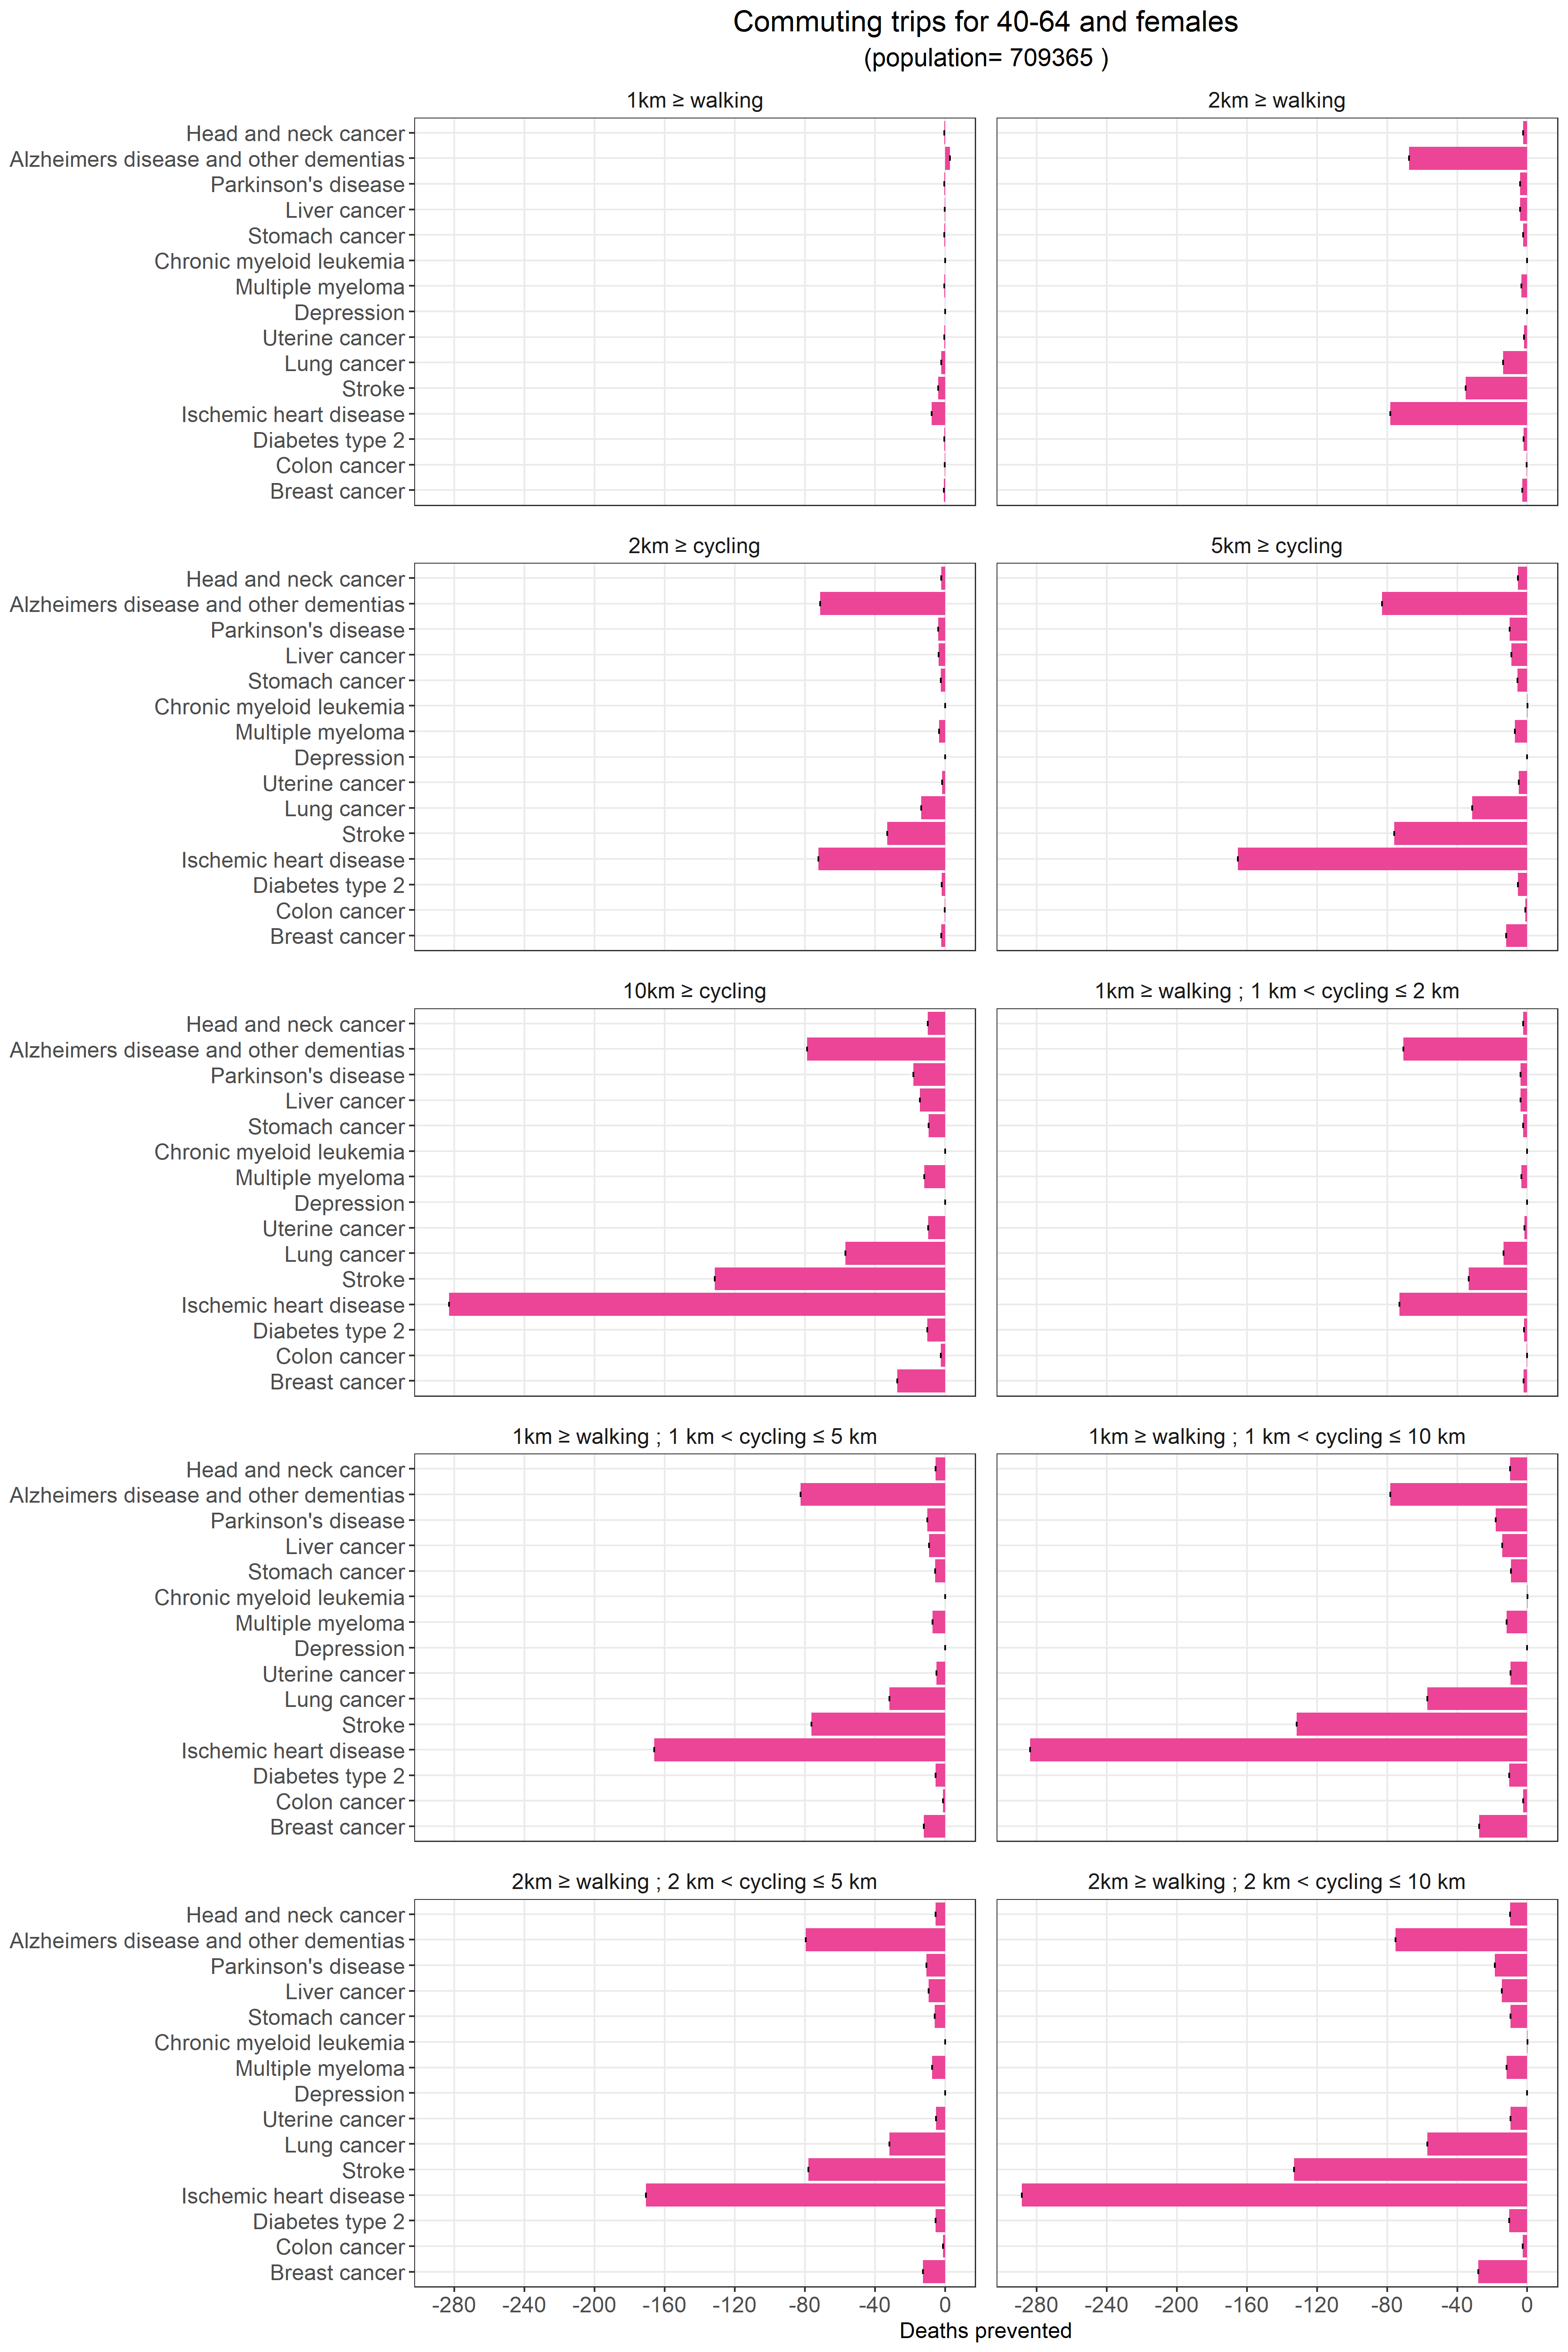 Commuting trips for 40-64 and females
(population= 709365 )
1km ≥ walking
2km ≥ walking
Head and neck cancer
Alzheimers disease and other dementias
Parkinson's disease
Liver cancer
Stomach cancer
Chronic myeloid leukemia
Multiple myeloma
Depression
Uterine cancer
Lung cancer
Stroke
Ischemic heart disease
Diabetes type 2
Colon cancer
Breast cancer
2km ≥ cycling
5km ≥ cycling
Head and neck cancer
Alzheimers disease and other dementias
Parkinson's disease
Liver cancer
Stomach cancer
Chronic myeloid leukemia
Multiple myeloma
Depression
Uterine cancer
Lung cancer
Stroke
Ischemic heart disease
Diabetes type 2
Colon cancer
Breast cancer
10km ≥ cycling
1km ≥ walking ; 1 km < cycling ≤ 2 km
Head and neck cancer
Alzheimers disease and other dementias
Parkinson's disease
Liver cancer
Stomach cancer
Chronic myeloid leukemia
Multiple myeloma
Depression
Uterine cancer
Lung cancer
Stroke
Ischemic heart disease
Diabetes type 2
Colon cancer
Breast cancer
1km ≥ walking ; 1 km < cycling ≤ 5 km
1km ≥ walking ; 1 km < cycling ≤ 10 km
Head and neck cancer
Alzheimers disease and other dementias
Parkinson's disease
Liver cancer
Stomach cancer
Chronic myeloid leukemia
Multiple myeloma
Depression
Uterine cancer
Lung cancer
Stroke
Ischemic heart disease
Diabetes type 2
Colon cancer
Breast cancer
2km ≥ walking ; 2 km < cycling ≤ 5 km
2km ≥ walking ; 2 km < cycling ≤ 10 km
Head and neck cancer
Alzheimers disease and other dementias
Parkinson's disease
Liver cancer
Stomach cancer
Chronic myeloid leukemia
Multiple myeloma
Depression
Uterine cancer
Lung cancer
Stroke
Ischemic heart disease
Diabetes type 2
Colon cancer
Breast cancer
-280 -240 -200 -160 -120 -80 -40 0
-280 -240 -200 -160 -120 -80 -40 0
Deaths prevented